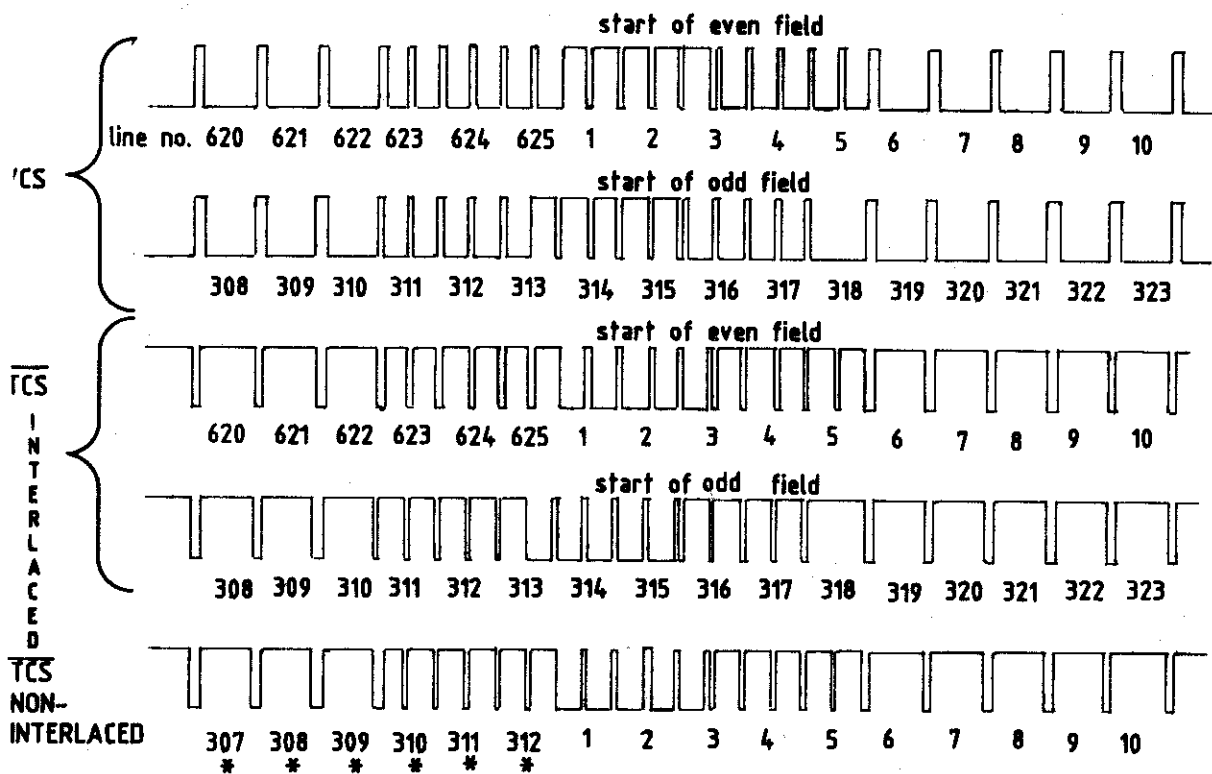 start of even field
line no. 620 621 622 623 624 625 1 2 3 4 5 6 7 8 9 10
'CS
start of odd field
308 309 310 311 312 313 314 315 316 317 318 319 320 321 322 323
start of even field
TCS
INTERLACED
620 621 622 623 624 625 1 2 3 4 5 6 7 8 9 10
start of odd field
308 309 310 311 312 313 314 315 316 317 318 319 320 321 322 323
TCS
NON-
INTERLACED
307 308 309 310 311 312 1 2 3 4 5 6 7 8 9 10
* * * * * *